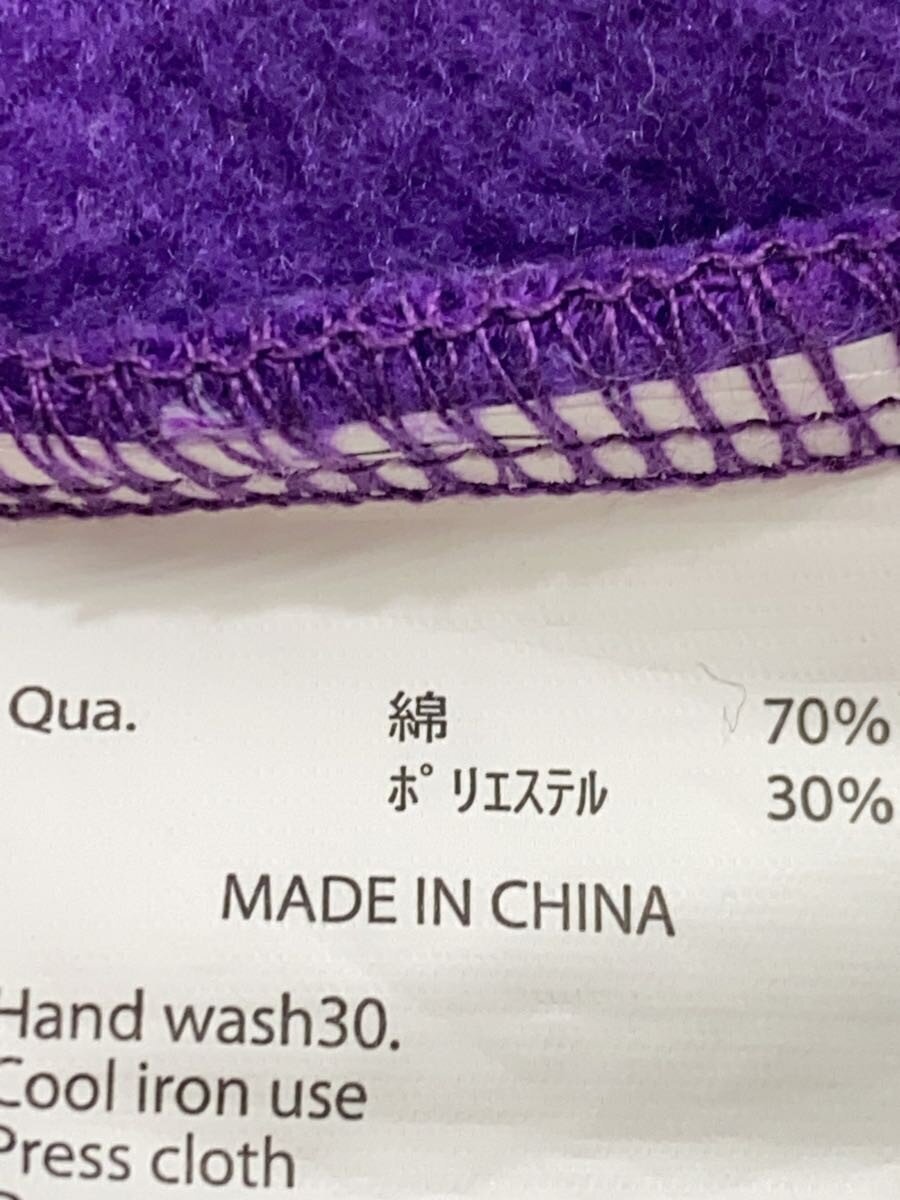 Qua. 綿 70%
ポリエステル 30%
MADE IN CHINA
Hand wash30.
Cool iron use
Press cloth